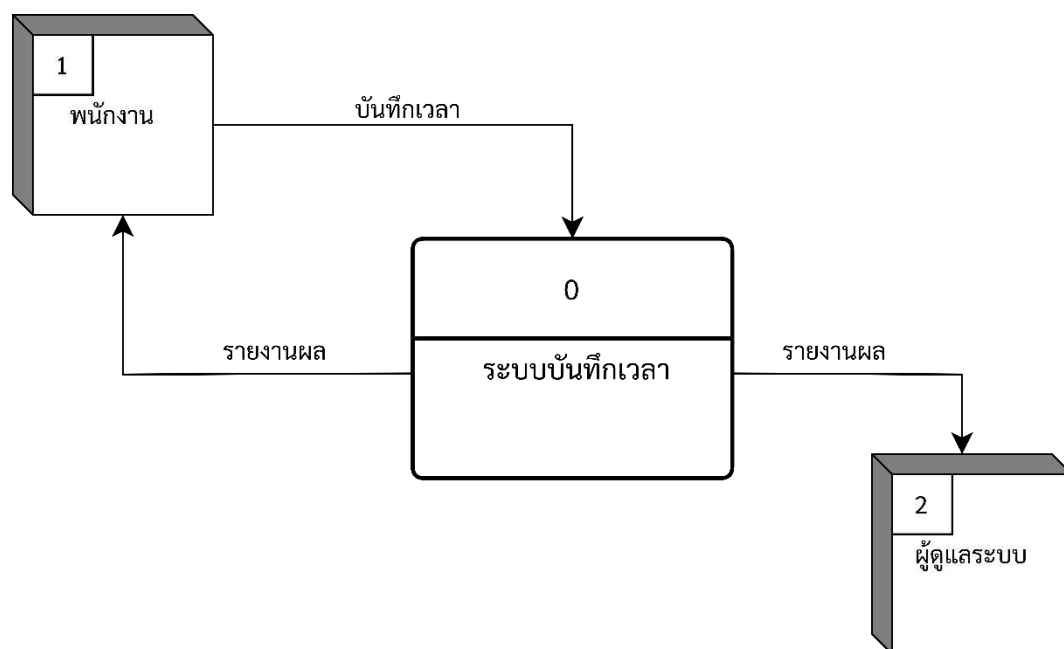 1
พนักงาน
บันทึกเวลา
0
ระบบบันทึกเวลา
รายงานผล
รายงานผล
2
ผู้ดูแลระบบ